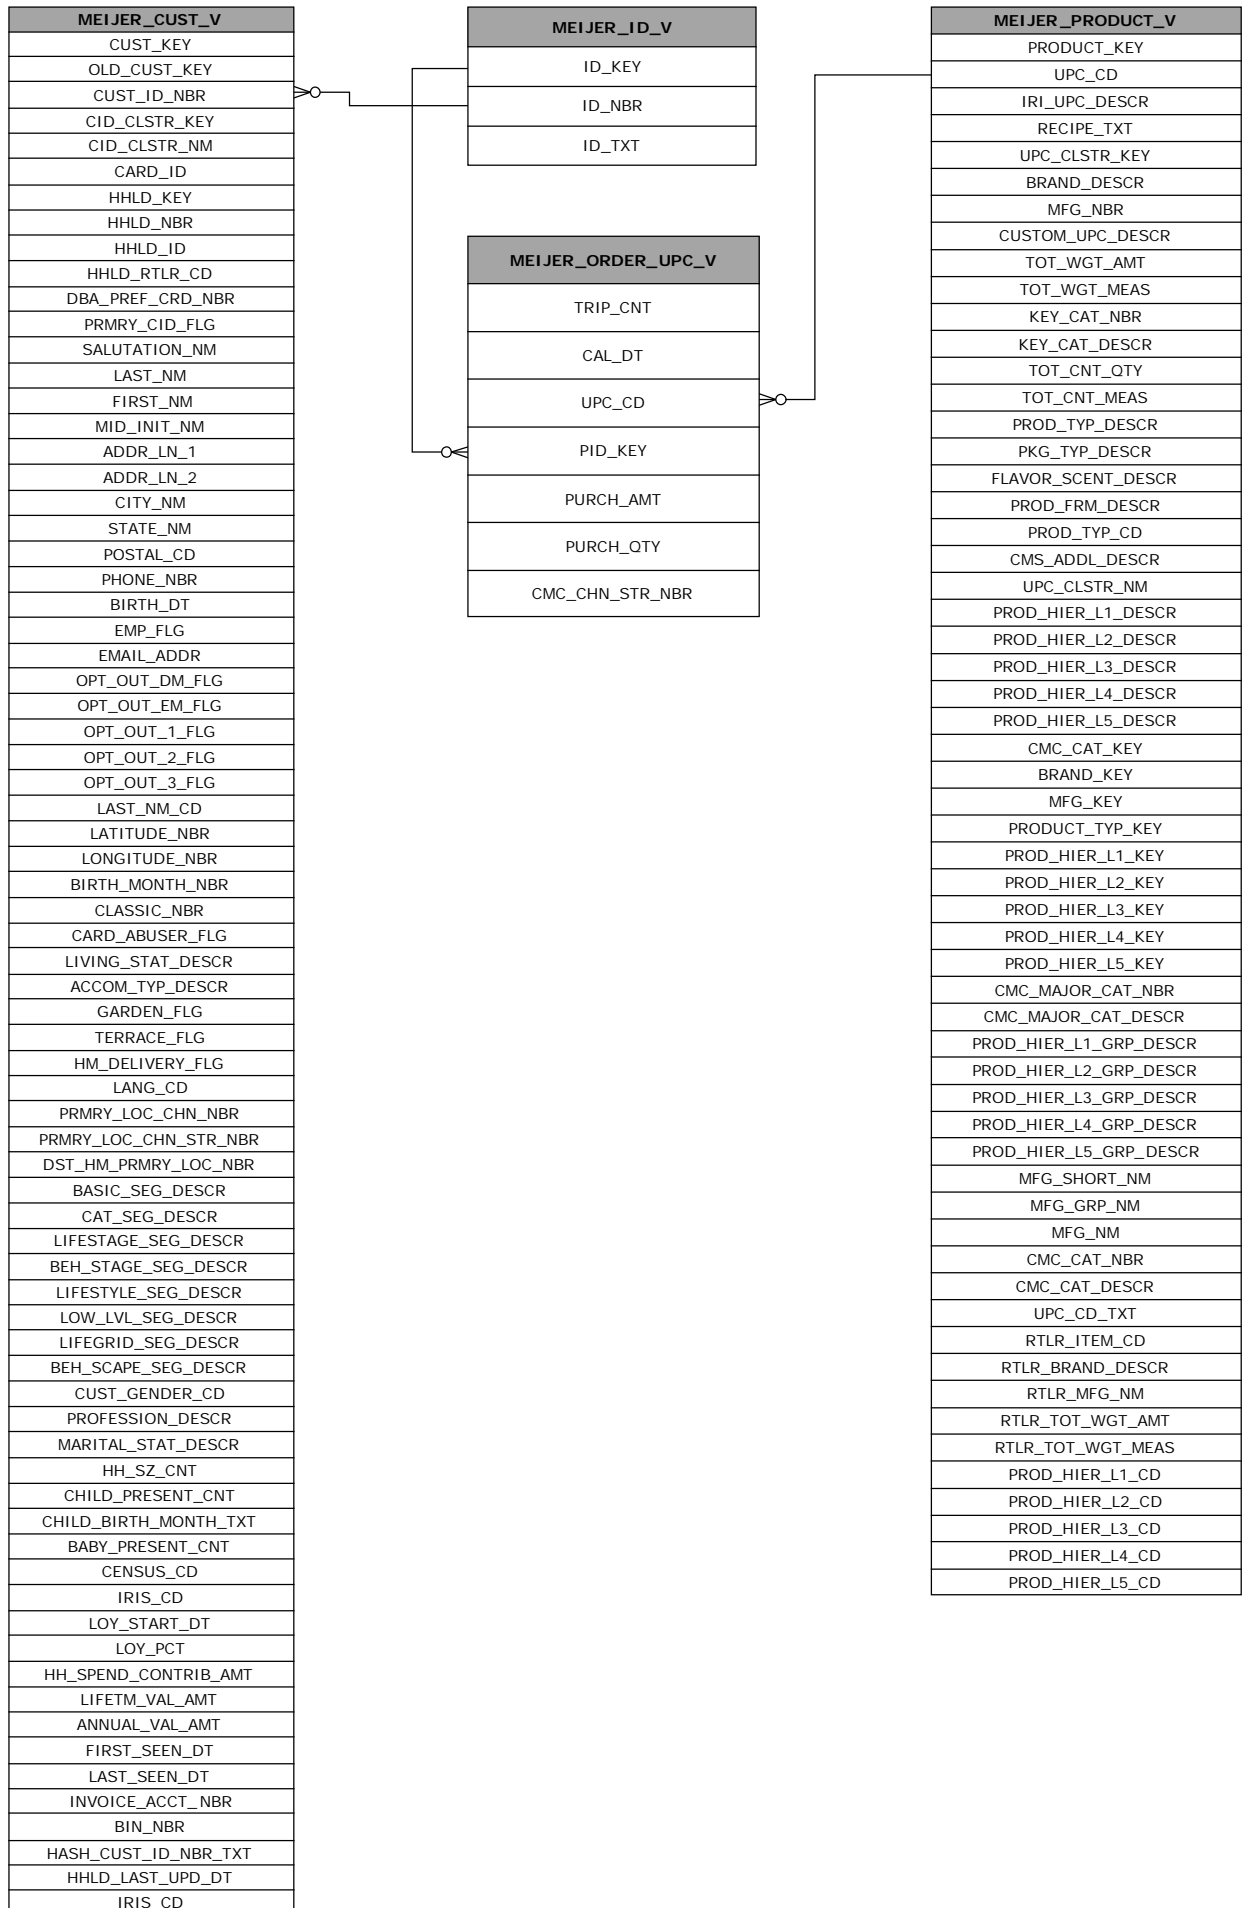 MEIJER_CUST_V
CUST_KEY
OLD_CUST_KEY
CUST_ID_NBR
CID_CLSTR_KEY
CID_CLSTR_NM
CARD_ID
HHLD_KEY
HHLD_NBR
HHLD_ID
HHLD_RTLR_CD
DBA_PREF_CRD_NBR
PRMRY_CID_FLG
SALUTATION_NM
LAST_NM
FIRST_NM
MID_INIT_NM
ADDR_LN_1
ADDR_LN_2
CITY_NM
STATE_NM
POSTAL_CD
PHONE_NBR
BIRTH_DT
EMP_FLG
EMAIL_ADDR
OPT_OUT_DM_FLG
OPT_OUT_EM_FLG
OPT_OUT_1_FLG
OPT_OUT_2_FLG
OPT_OUT_3_FLG
LAST_NM_CD
LATITUDE_NBR
LONGITUDE_NBR
BIRTH_MONTH_NBR
CLASSIC_NBR
CARD_ABUSER_FLG
LIVING_STAT_DESCR
ACCOM_TYP_DESCR
GARDEN_FLG
TERRACE_FLG
HM_DELIVERY_FLG
LANG_CD
PRMRY_LOC_CHN_NBR
PRMRY_LOC_CHN_STR_NBR
DST_HM_PRMRY_LOC_NBR
BASIC_SEG_DESCR
CAT_SEG_DESCR
LIFESTAGE_SEG_DESCR
BEH_STAGE_SEG_DESCR
LIFESTYLE_SEG_DESCR
LOW_LVL_SEG_DESCR
LIFEGRID_SEG_DESCR
BEH_SCAPE_SEG_DESCR
CUST_GENDER_CD
PROFESSION_DESCR
MARITAL_STAT_DESCR
HH_SZ_CNT
CHILD_PRESENT_CNT
CHILD_BIRTH_MONTH_TXT
BABY_PRESENT_CNT
CENSUS_CD
IRIS_CD
LOY_START_DT
LOY_PCT
HH_SPEND_CONTRIB_AMT
LIFETM_VAL_AMT
ANNUAL_VAL_AMT
FIRST_SEEN_DT
LAST_SEEN_DT
INVOICE_ACCT_NBR
BIN_NBR
HASH_CUST_ID_NBR_TXT
HHLD_LAST_UPD_DT
IRIS_CD
MEIJER_ID_V
ID_KEY
ID_NBR
ID_TXT
MEIJER_ORDER_UPC_V
TRIP_CNT
CAL_DT
UPC_CD
PID_KEY
PURCH_AMT
PURCH_QTY
CMC_CHN_STR_NBR
MEIJER_PRODUCT_V
PRODUCT_KEY
UPC_CD
IRI_UPC_DESCR
RECIPE_TXT
UPC_CLSTR_KEY
BRAND_DESCR
MFG_NBR
CUSTOM_UPC_DESCR
TOT_WGT_AMT
TOT_WGT_MEAS
KEY_CAT_NBR
KEY_CAT_DESCR
TOT_CNT_QTY
TOT_CNT_MEAS
PROD_TYP_DESCR
PKG_TYP_DESCR
FLAVOR_SCENT_DESCR
PROD_FRM_DESCR
PROD_TYP_CD
CMS_ADDL_DESCR
UPC_CLSTR_NM
PROD_HIER_L1_DESCR
PROD_HIER_L2_DESCR
PROD_HIER_L3_DESCR
PROD_HIER_L4_DESCR
PROD_HIER_L5_DESCR
CMC_CAT_KEY
BRAND_KEY
MFG_KEY
PRODUCT_TYP_KEY
PROD_HIER_L1_KEY
PROD_HIER_L2_KEY
PROD_HIER_L3_KEY
PROD_HIER_L4_KEY
PROD_HIER_L5_KEY
CMC_MAJOR_CAT_NBR
CMC_MAJOR_CAT_DESCR
PROD_HIER_L1_GRP_DESCR
PROD_HIER_L2_GRP_DESCR
PROD_HIER_L3_GRP_DESCR
PROD_HIER_L4_GRP_DESCR
PROD_HIER_L5_GRP_DESCR
MFG_SHORT_NM
MFG_GRP_NM
MFG_NM
CMC_CAT_NBR
CMC_CAT_DESCR
UPC_CD_TXT
RTLR_ITEM_CD
RTLR_BRAND_DESCR
RTLR_MFG_NM
RTLR_TOT_WGT_AMT
RTLR_TOT_WGT_MEAS
PROD_HIER_L1_CD
PROD_HIER_L2_CD
PROD_HIER_L3_CD
PROD_HIER_L4_CD
PROD_HIER_L5_CD